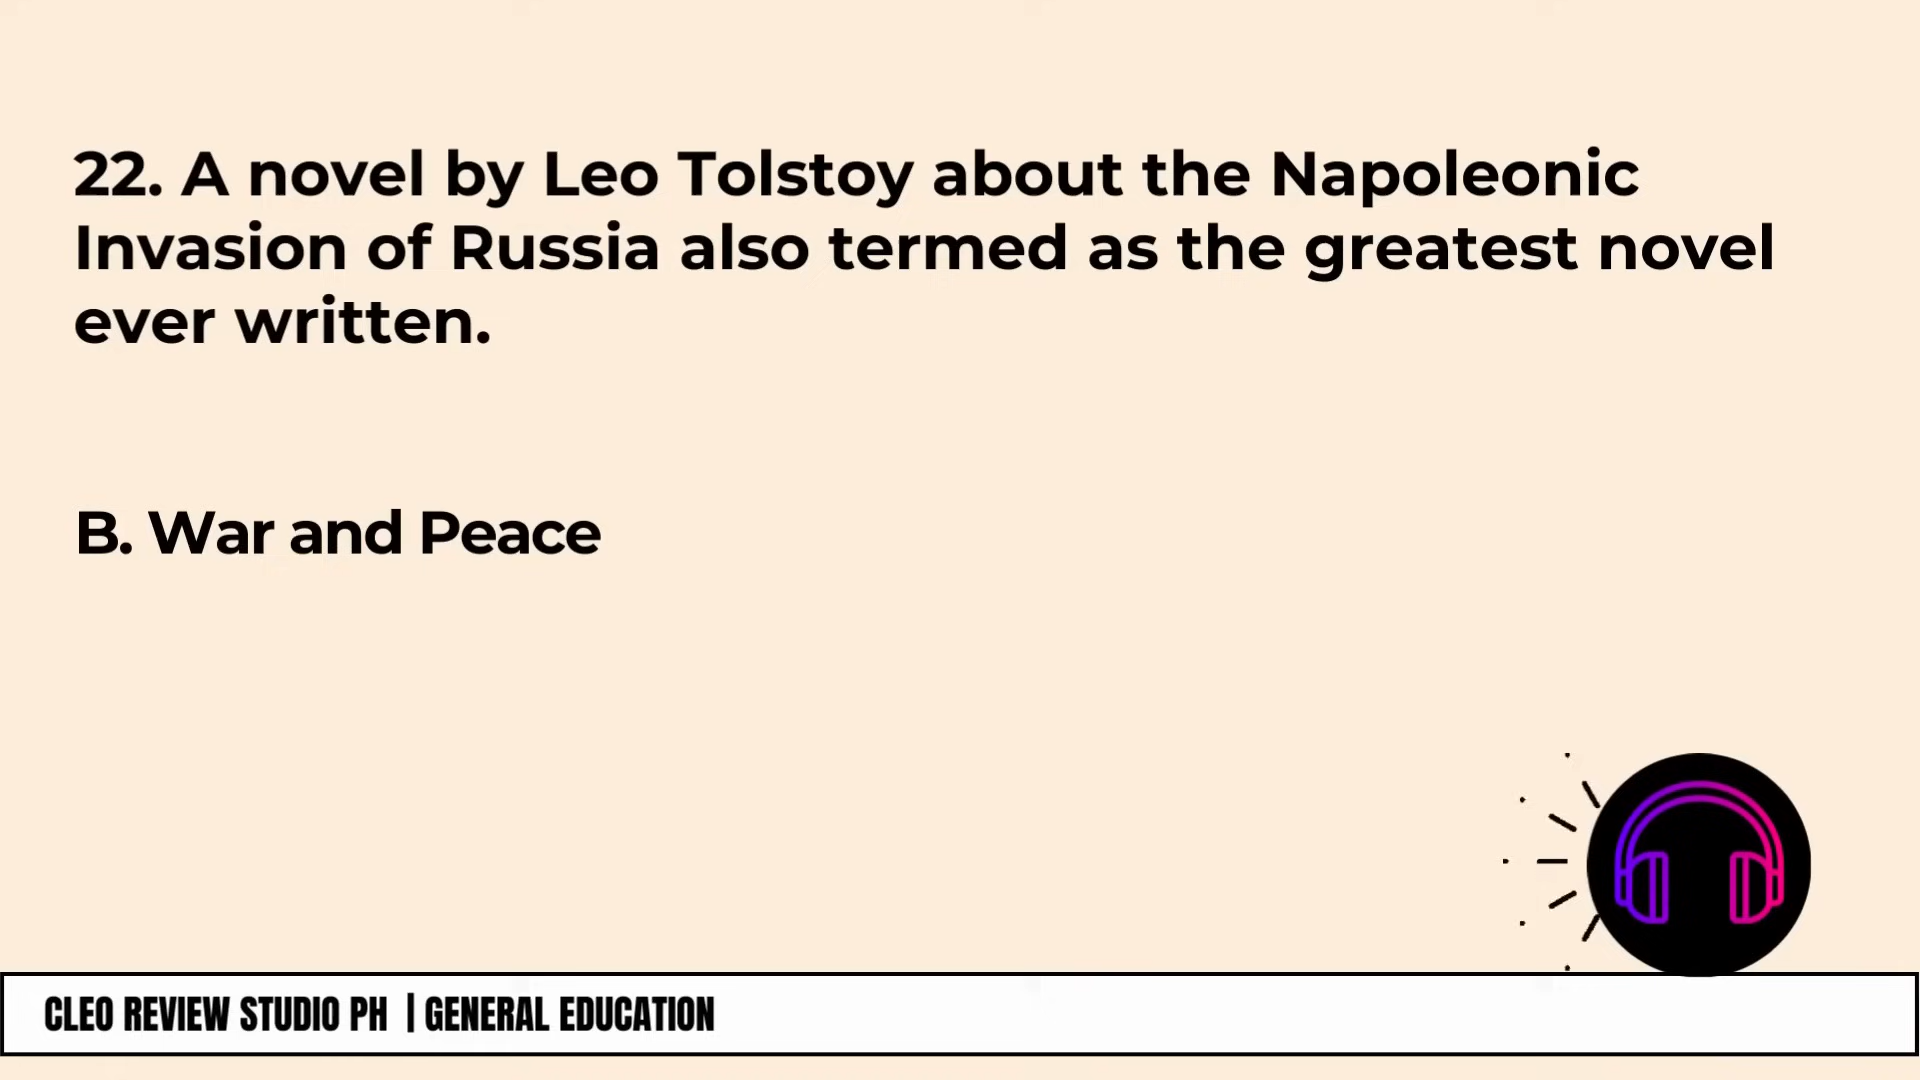 22. A novel by Leo Tolstoy about the Napoleonic
Invasion of Russia also termed as the greatest novel
ever written.
B. War and Peace
CLEO REVIEW STUDIO PH | GENERAL EDUCATION